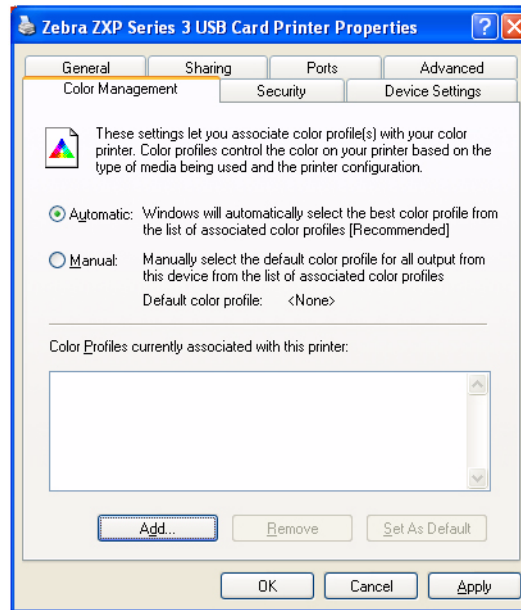 Zebra ZXP Series 3 USB Card Printer Properties
General Sharing Ports Advanced
Color Management Security Device Settings
These settings let you associate color profile(s) with your color
printer. Color profiles control the color on your printer based on the
type of media being used and the printer configuration.
Automatic: Windows will automatically select the best color profile from
the list of associated color profiles [Recommended]
Manual: Manually select the default color profile for all output from
this device from the list of associated color profiles
Default color profile: <None>
Color Profiles currently associated with this printer:
Add... Remove Set As Default
OK Cancel Apply